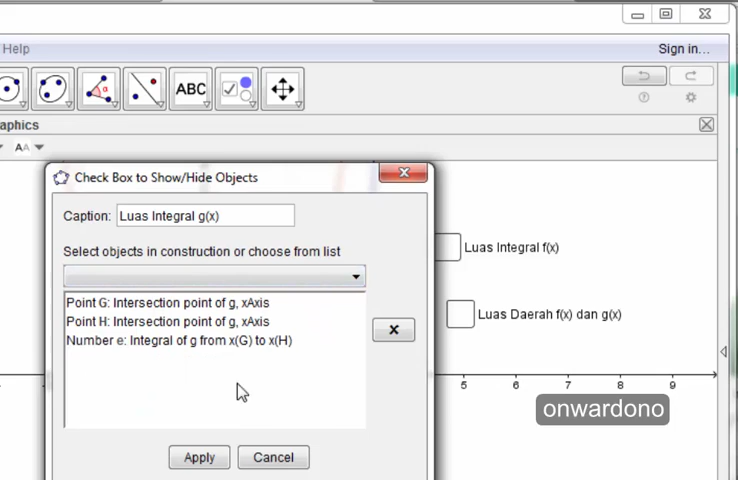 Help
Sign in...
ABC
aphics
AA
Check Box to Show/Hide Objects
Caption: Luas Integral g(x)
Select objects in construction or choose from list
Luas Integral f(x)
Point G: Intersection point of g, xAxis
Point H: Intersection point of g, xAxis
Number e: Integral of g from x(G) to x(H)
Luas Daerah f(x) dan g(x)
5 6 7 8 9
onwardono
Apply Cancel